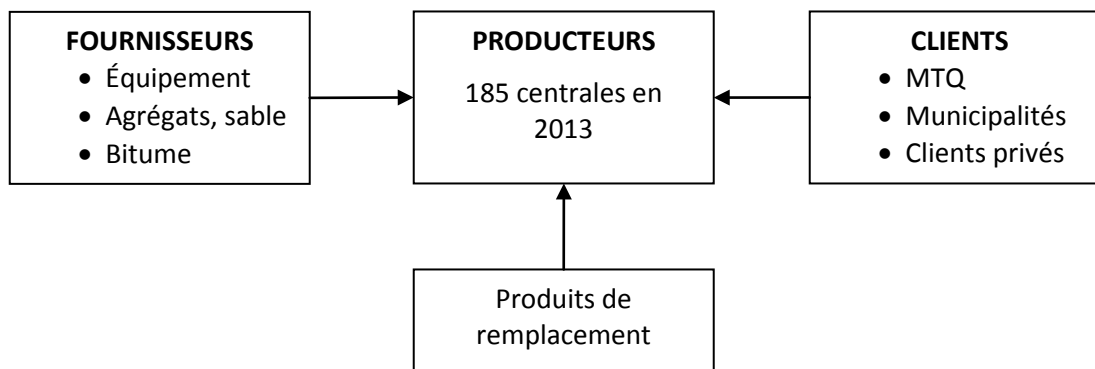 FOURNISSEURS
• Équipement
• Agrégats, sable
• Bitume
PRODUCTEURS
185 centrales en
2013
CLIENTS
• MTQ
• Municipalités
• Clients privés
Produits de
remplacement